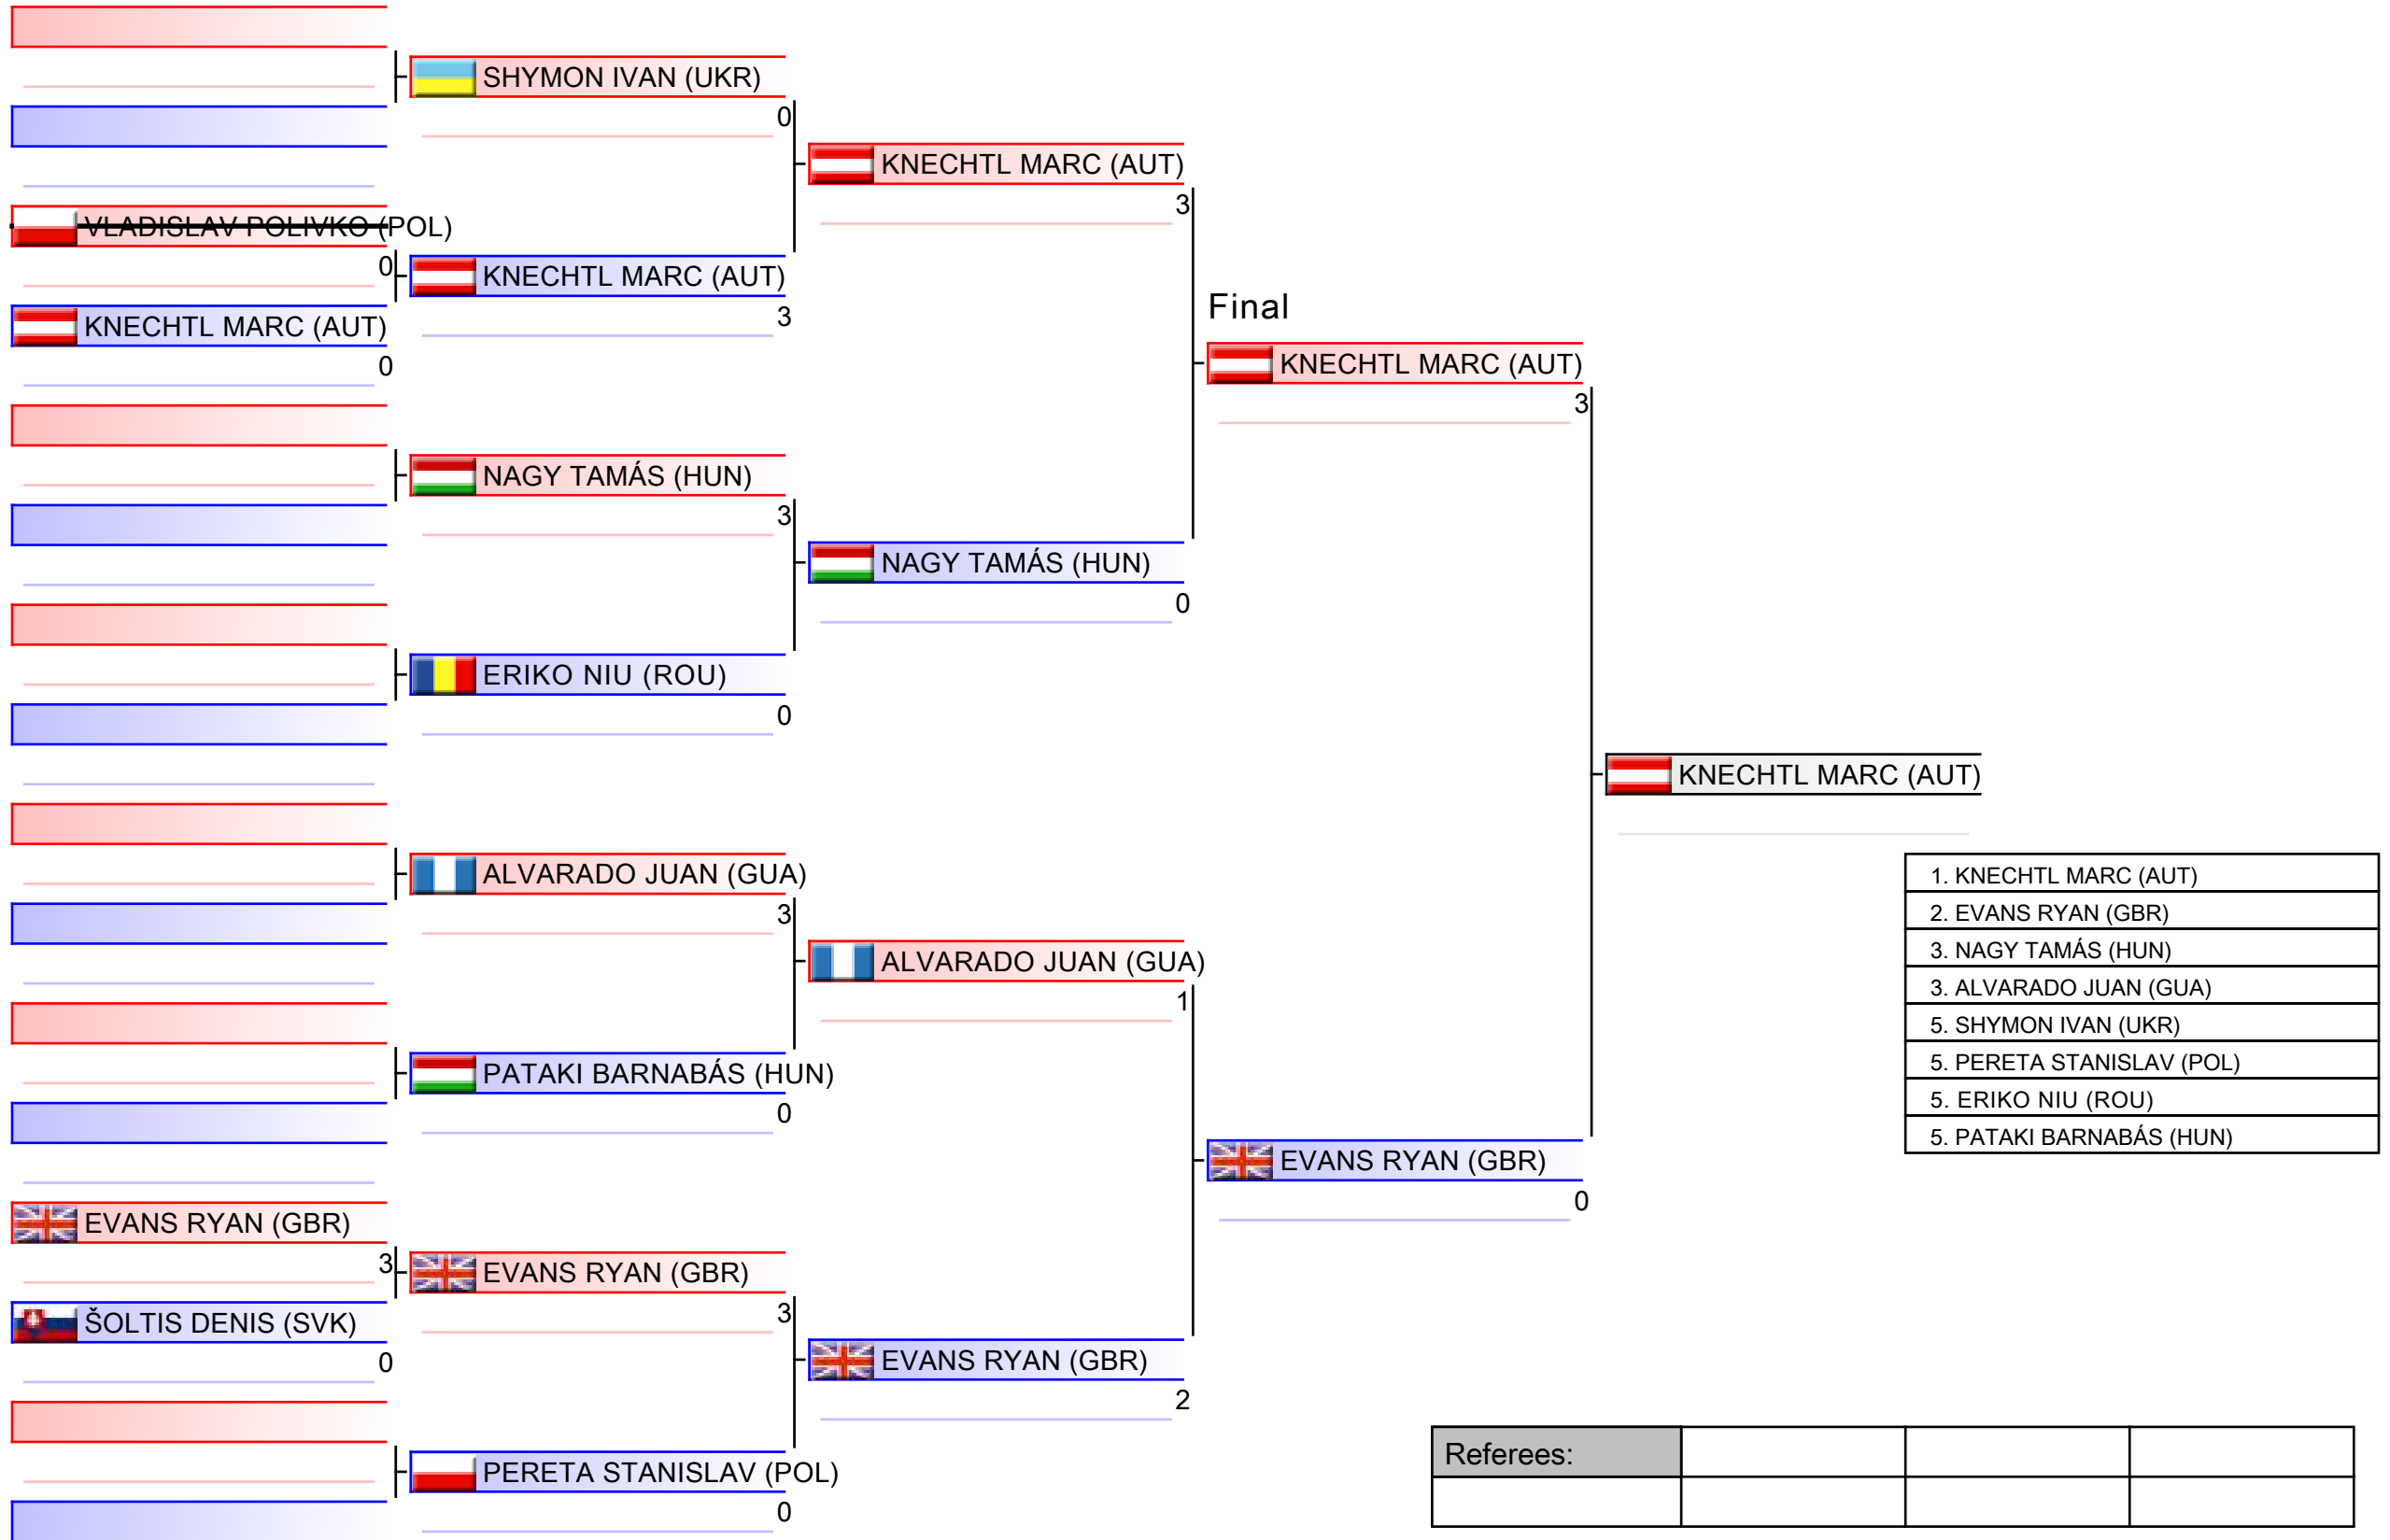 SHYMON IVAN (UKR)
0
KNECHTL MARC (AUT)
3
VLADISLAV POLIVKO (POL)
0
KNECHTL MARC (AUT)
3
KNECHTL MARC (AUT)
0
Final
KNECHTL MARC (AUT)
3
NAGY TAMÁS (HUN)
3
NAGY TAMÁS (HUN)
0
ERIKO NIU (ROU)
0
KNECHTL MARC (AUT)
ALVARADO JUAN (GUA)
3
ALVARADO JUAN (GUA)
1
PATAKI BARNABÁS (HUN)
0
1. KNECHTL MARC (AUT)
2. EVANS RYAN (GBR)
3. NAGY TAMÁS (HUN)
3. ALVARADO JUAN (GUA)
5. SHYMON IVAN (UKR)
5. PERETA STANISLAV (POL)
5. ERIKO NIU (ROU)
5. PATAKI BARNABÁS (HUN)
EVANS RYAN (GBR)
0
EVANS RYAN (GBR)
3
EVANS RYAN (GBR)
3
ŠOLTIS DENIS (SVK)
0
EVANS RYAN (GBR)
2
PERETA STANISLAV (POL)
0
Referees: